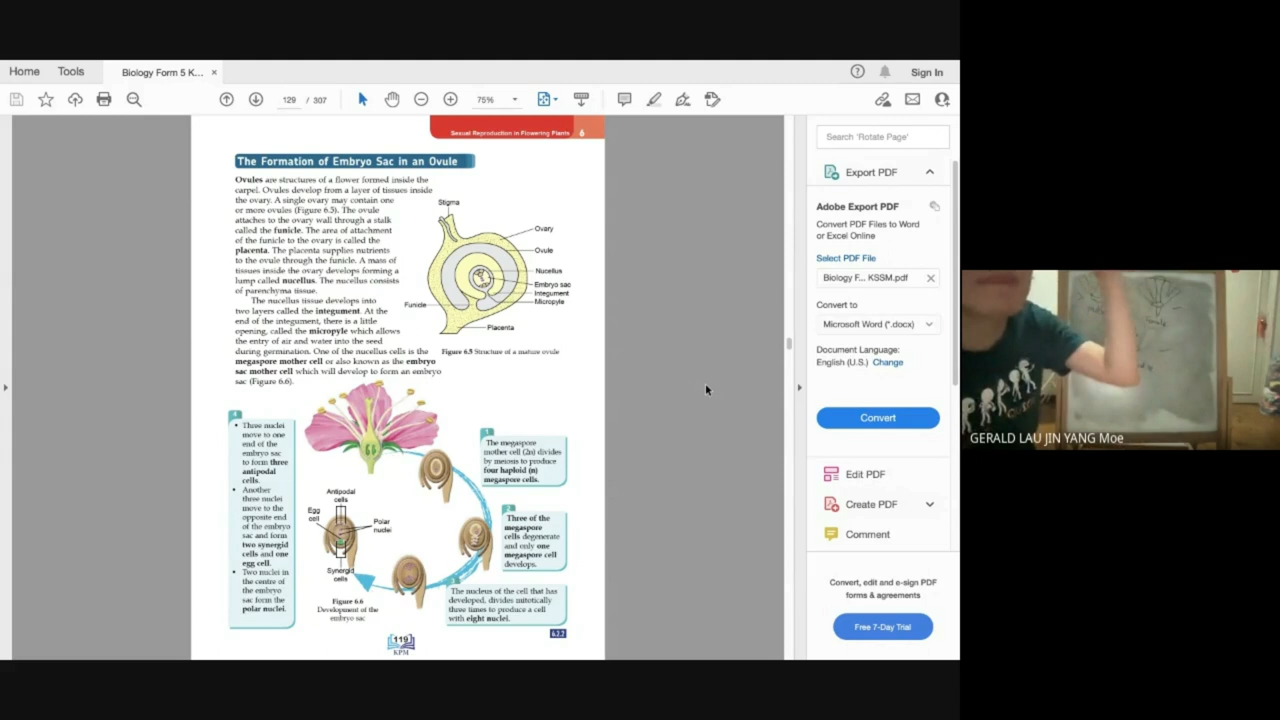 Home
Tools
Biology Form 5 K...
Sign In
129 / 307
75%
Search 'Rotate Page'
Export PDF
Adobe Export PDF
Convert PDF Files to Word
or Excel Online
Select PDF File
Biology F... KSSM.pdf
Convert to
Microsoft Word (*.docx)
Document Language:
English (U.S.) Change
Convert
Edit PDF
Create PDF
Comment
Convert, edit and e-sign PDF
forms & agreements
Free 7-Day Trial
Sexual Reproduction in Flowering Plants 6
The Formation of Embryo Sac in an Ovule
Ovules are structures of a flower formed inside the
carpel. Ovules develop from a layer of tissues inside
the ovary. A single ovary may contain one
or more ovules (Figure 6.5). The ovule
attaches to the ovary wall through a stalk
called the funicle. The area of attachment
of the funicle to the ovary is called the
placenta. The placenta supplies nutrients
to the ovule through the funicle. A mass of
tissues inside the ovary develops forming a
lump called nucellus. The nucellus consists
of parenchyma tissue.
The nucellus tissue develops into
two layers called the integument. At the
end of the integument, there is a little
opening, called the micropyle which allows
the entry of air and water into the seed
during germination. One of the nucellus cells is the
megaspore mother cell or also known as the embryo
sac mother cell which will develop to form an embryo
sac (Figure 6.6).
Stigma
Ovary
Ovule
Nucellus
Embryo sac
Integument
Micropyle
Funicle
Placenta
Figure 6.5 Structure of a mature ovule
1
The megaspore
mother cell (2n) divides
by meiosis to produce
four haploid (n)
megaspore cells.
2
Three of the
megaspore
cells degenerate
and only one
megaspore cell
develops.
The nucleus of the cell that has
developed, divides mitotically
three times to produce a cell
with eight nuclei.
4
• Three nuclei
move to one
end of the
embryo sac
to form three
antipodal
cells.
• Another
three nuclei
move to the
opposite end
of the embryo
sac and form
two synergid
cells and one
egg cell.
• Two nuclei in
the centre of
the embryo
sac form the
polar nuclei.
Antipodal
cells
Egg
cell
Polar
nuclei
Synergid
cells
Figure 6.6
Development of the
embryo sac
119
KPM
6.2.2
GERALD LAU JIN YANG Moe